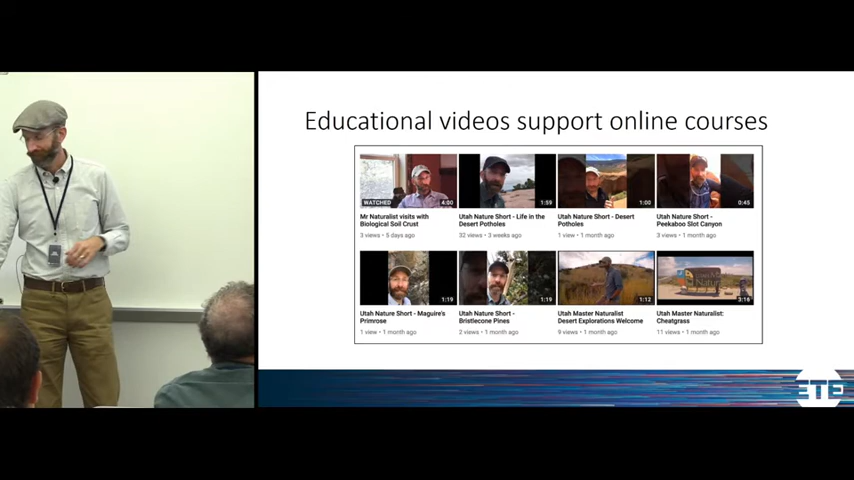 Educational videos support online courses
WATCHED
4:00
1:59
1:00
0:45
Mr Naturalist visits with
Biological Soil Crust
3 views • 5 days ago
Utah Nature Short - Life in the
Desert Potholes
32 views • 3 weeks ago
Utah Nature Short - Desert
Potholes
1 view • 1 month ago
Utah Nature Short -
Peekaboo Slot Canyon
3 views • 1 month ago
1:19
1:19
1:12
3:16
Utah Nature Short - Maguire's
Primrose
1 view • 1 month ago
Utah Nature Short -
Bristlecone Pines
2 views • 1 month ago
Utah Master Naturalist
Desert Explorations Welcome
9 views • 1 month ago
Utah Master Naturalist:
Cheatgrass
11 views • 1 month ago
ETE